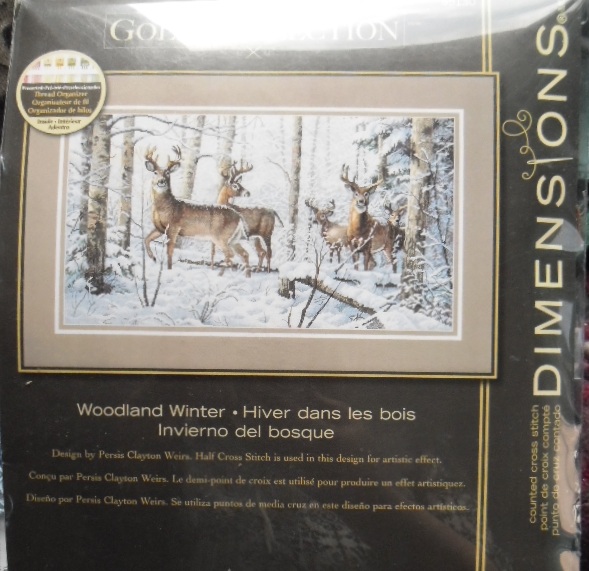 Thread Organizer
Organisateur de fil
Organizador de hilos
Inside • Intérieur
Adentro
DIMENSIONS®
counted cross stitch
point de croix compté
punto de cruz contado
Woodland Winter • Hiver dans les bois
Invierno del bosque
Design by Persis Clayton Weirs. Half Cross Stitch is used in this design for artistic effect.
Conçu par Persis Clayton Weirs. Le demi-point de croix est utilisé pour produire un effet artistique.
Diseño por Persis Clayton Weirs. Se utiliza puntos de media cruz en este diseño para efectos artísticos.